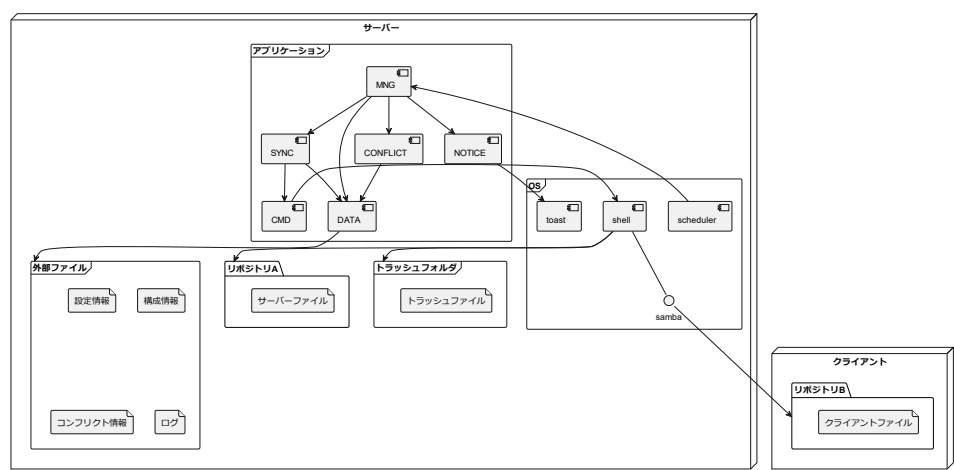 サーバー
アプリケーション
MNG
SYNC
CONFLICT
NOTICE
OS
CMD
DATA
toast
shell
scheduler
外部ファイル
リポジトリA
トラッシュフォルダ
設定情報
構成情報
サーバーファイル
トラッシュファイル
samba
クライアント
リポジトリB
コンフリクト情報
ログ
クライアントファイル